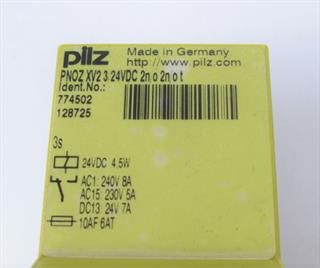 pilz
Made in Germany
http://www.pilz.com
PNOZ XV2 3/24VDC 2n/o 2n/o t
Ident.No.:
774502
128725
3s
24VDC 4,5W
AC1: 240V 8A
AC15: 230V 5A
DC13: 24V 7A
10AF 6AT